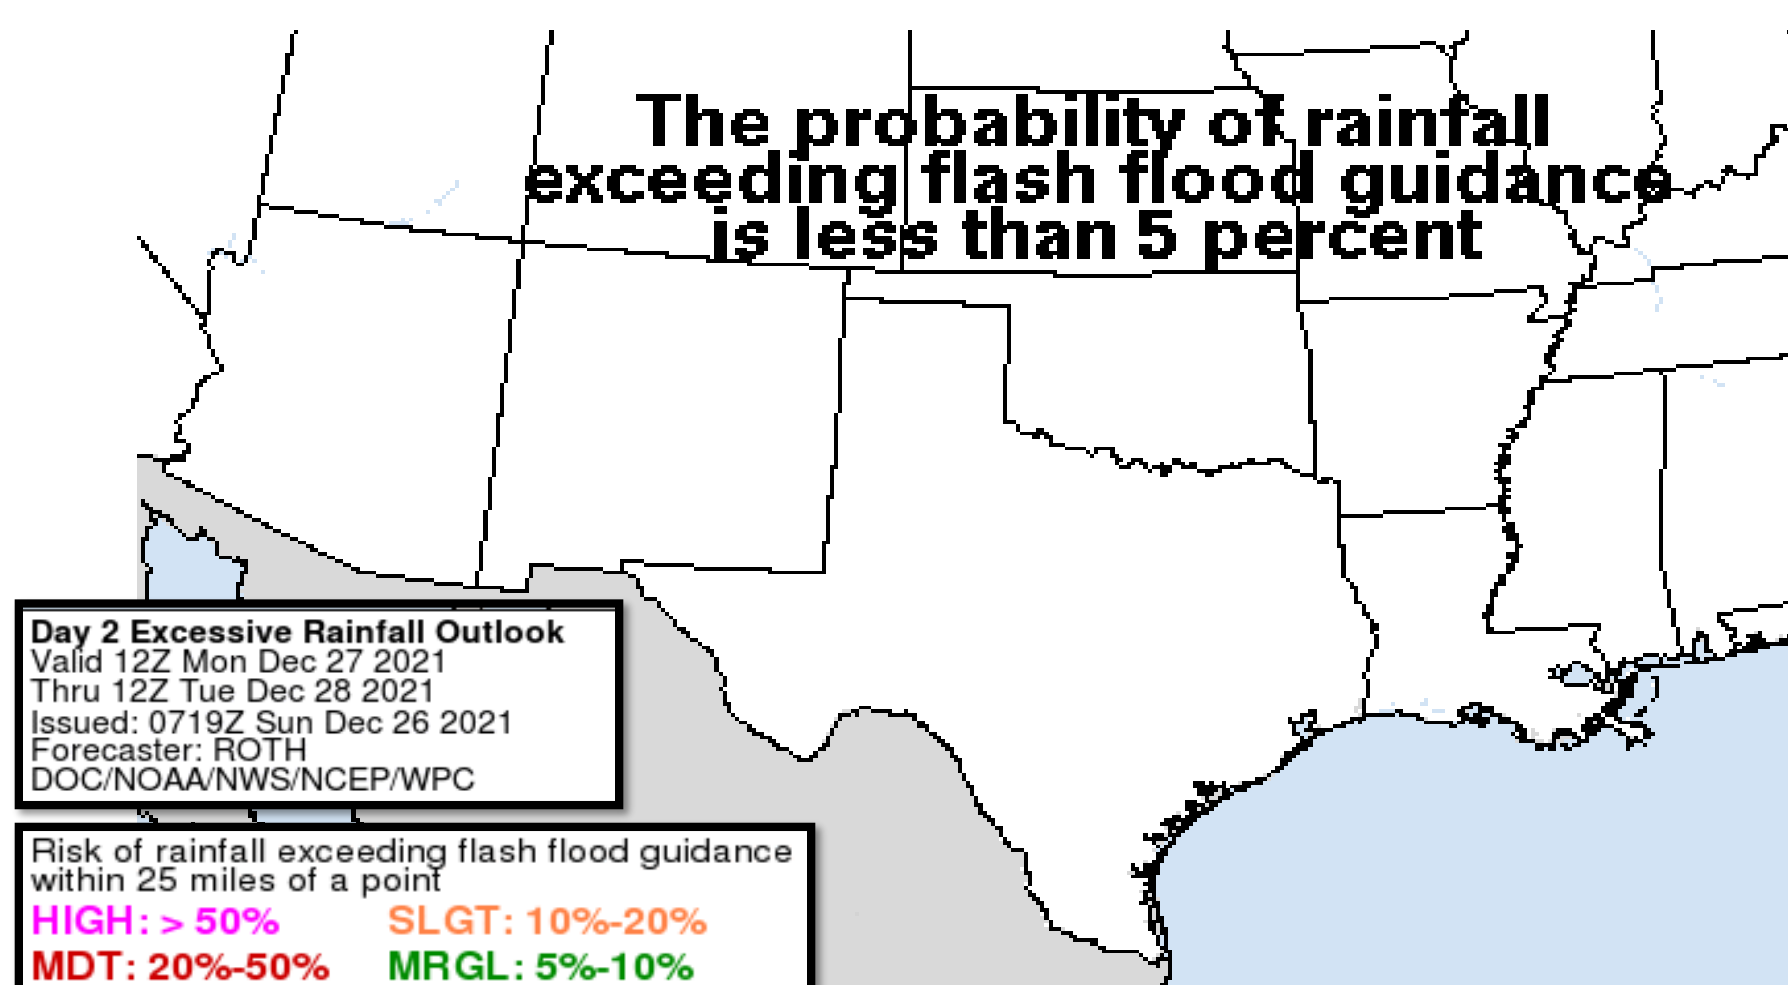 The probability of rainfall
exceeding flash flood guidance
is less than 5 percent
Day 2 Excessive Rainfall Outlook
Valid 12Z Mon Dec 27 2021
Thru 12Z Tue Dec 28 2021
Issued: 0719Z Sun Dec 26 2021
Forecaster: ROTH
DOC/NOAA/NWS/NCEP/WPC
Risk of rainfall exceeding flash flood guidance
within 25 miles of a point
HIGH: > 50% SLGT: 10%-20%
MDT: 20%-50% MRGL: 5%-10%